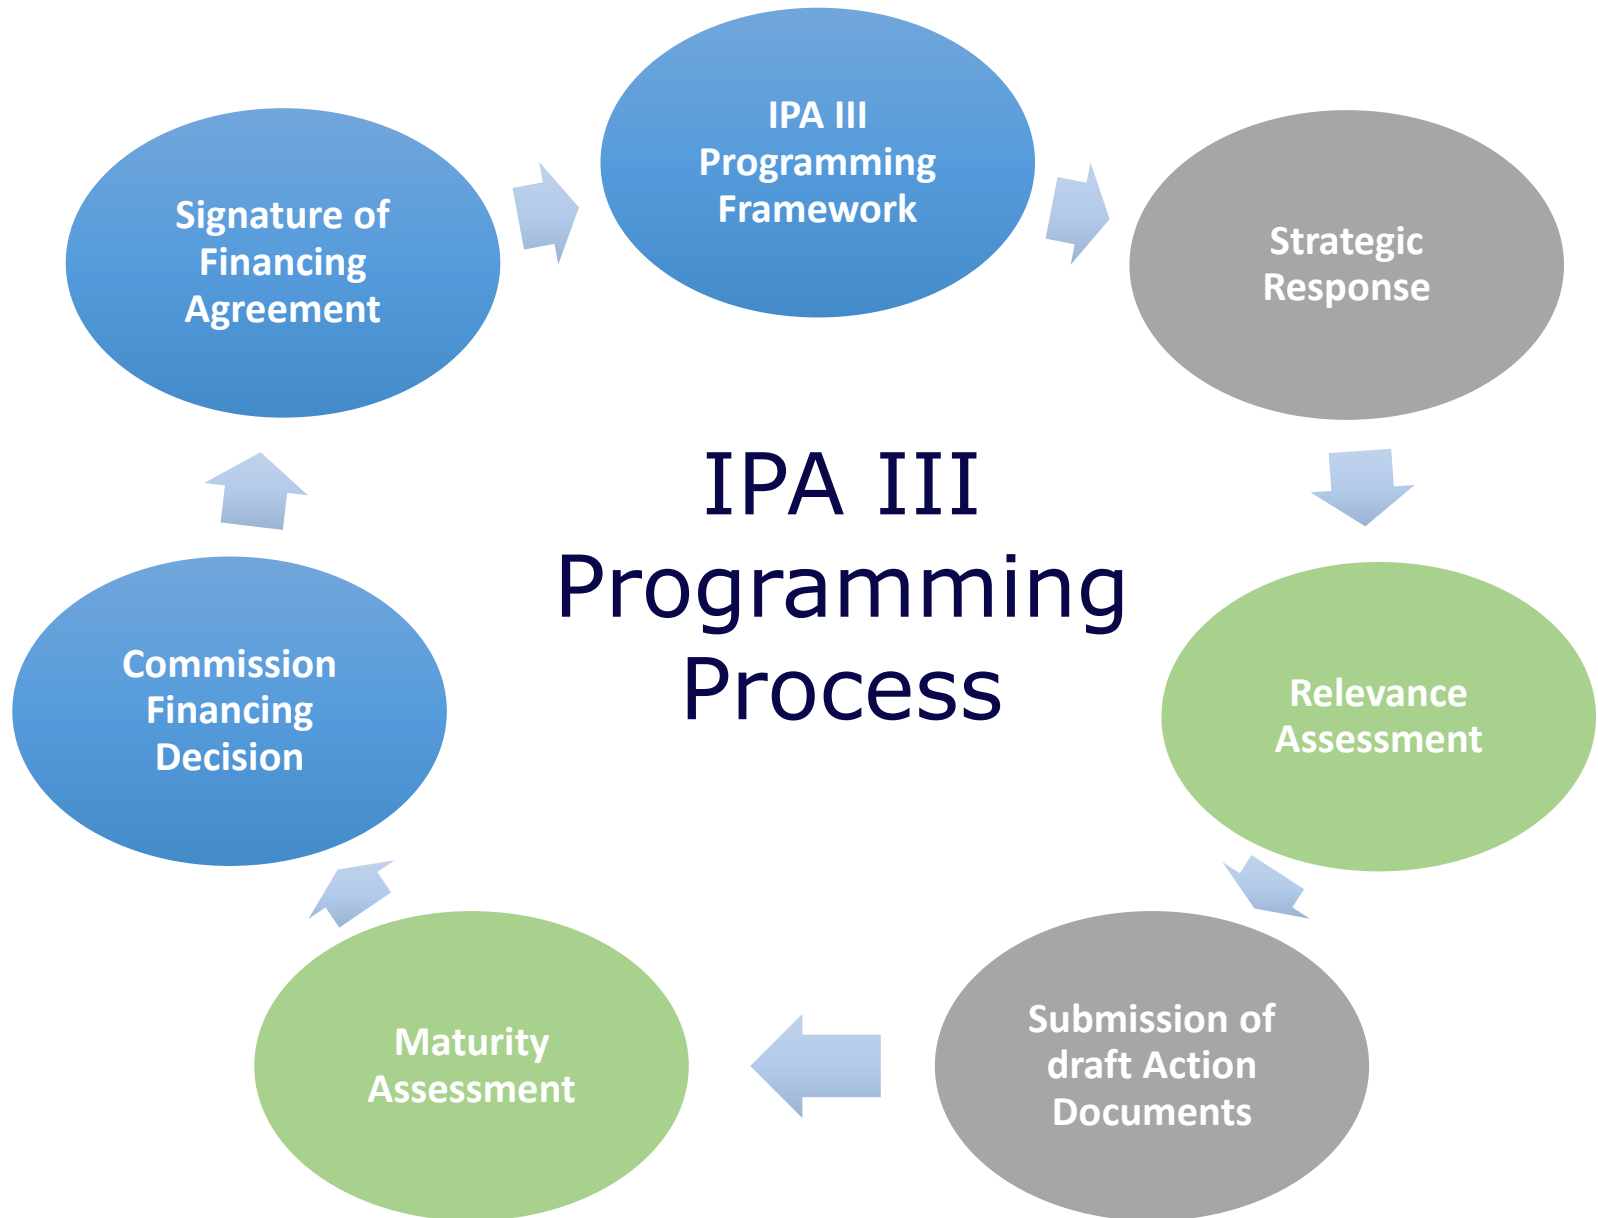 IPA III
Programming
Framework
Strategic
Response
Relevance
Assessment
Submission of
draft Action
Documents
Maturity
Assessment
Commission
Financing
Decision
Signature of
Financing
Agreement
IPA III
Programming
Process